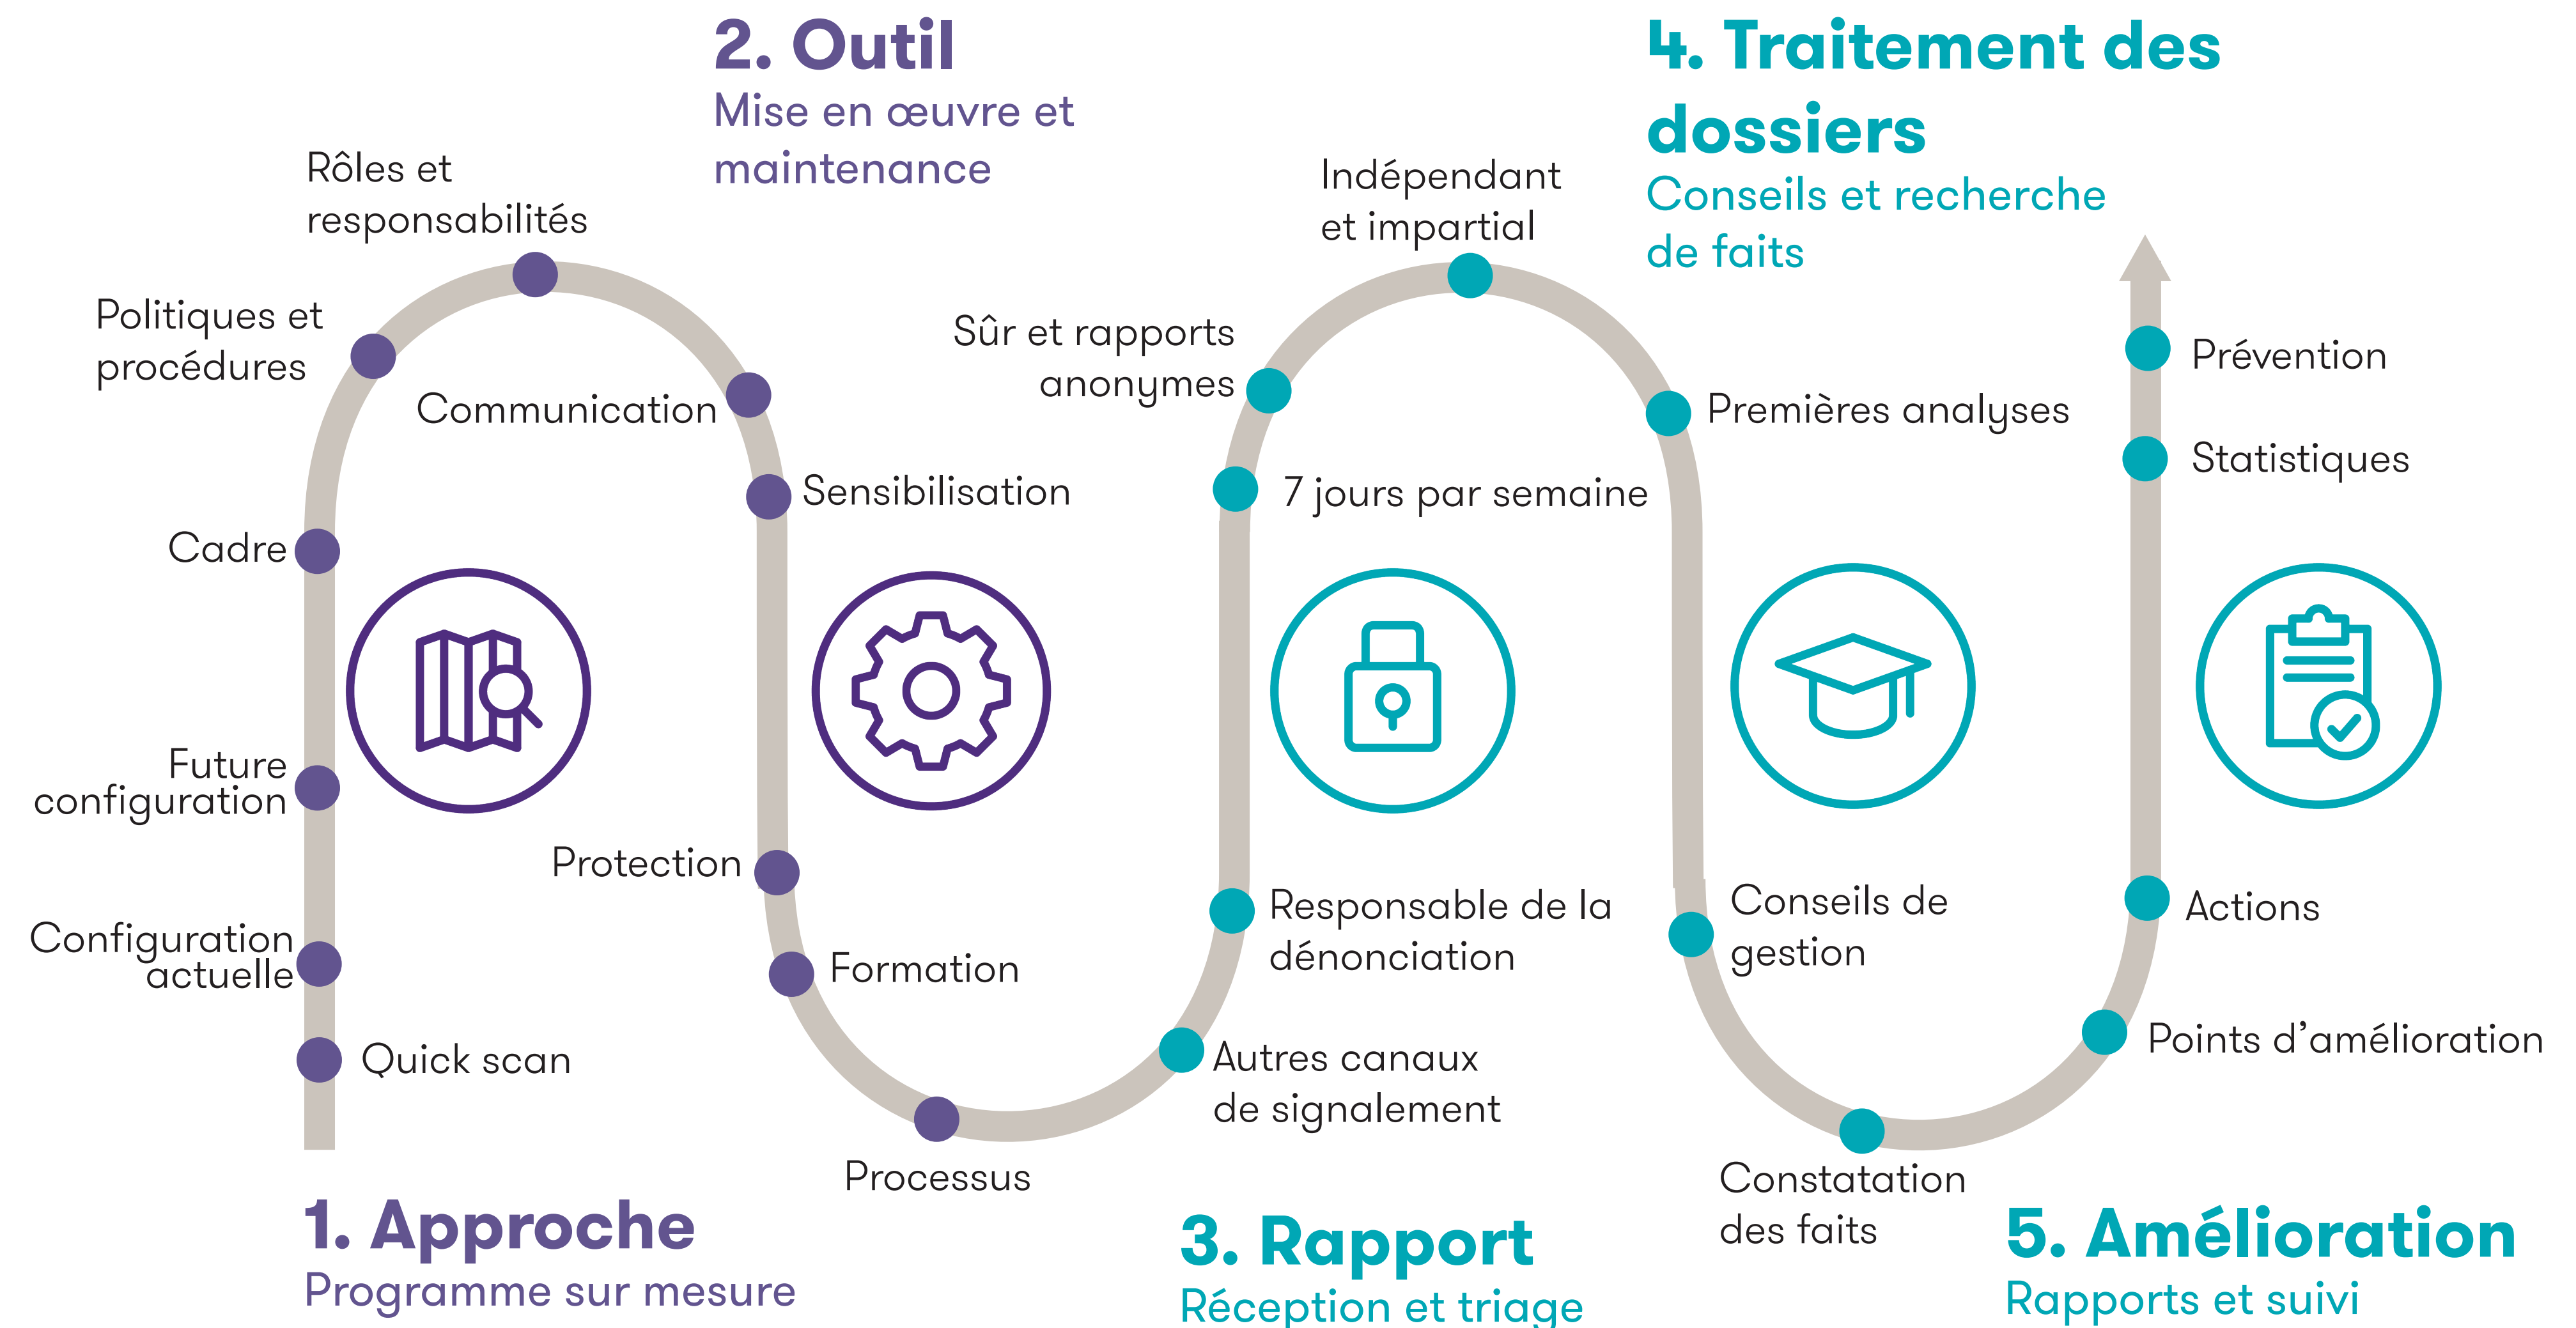 1. Approche
Programme sur mesure
Quick scan
Configuration
actuelle
Future
configuration
Cadre
Politiques et
procédures
Rôles et
responsabilités
2. Outil
Mise en œuvre et
maintenance
Communication
Sensibilisation
Protection
Formation
Processus
3. Rapport
Réception et triage
Autres canaux
de signalement
Responsable de la
dénonciation
7 jours par semaine
Sûr et rapports
anonymes
Indépendant
et impartial
4. Traitement des
dossiers
Conseils et recherche
de faits
Premières analyses
Conseils de
gestion
Constatation
des faits
5. Amélioration
Rapports et suivi
Points d’amélioration
Actions
Statistiques
Prévention